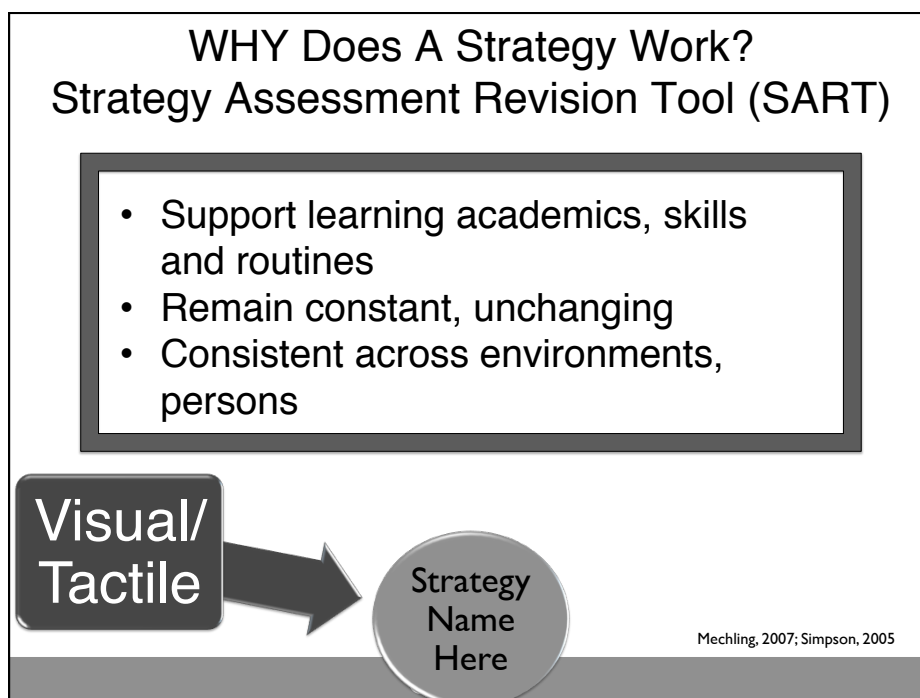 WHY Does A Strategy Work?
Strategy Assessment Revision Tool (SART)
• Support learning academics, skills
and routines
• Remain constant, unchanging
• Consistent across environments,
persons
Visual/
Tactile
Strategy
Name
Here
Mechling, 2007; Simpson, 2005